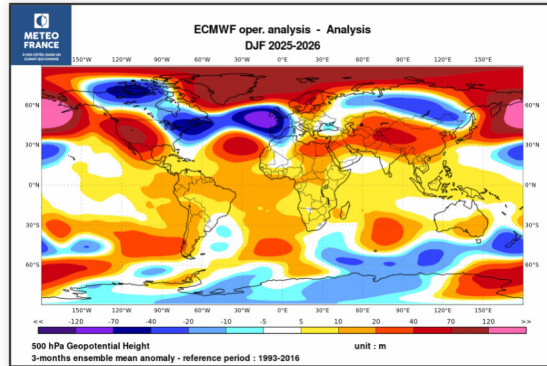 METEO
FRANCE
ECMWF oper. analysis - Analysis
DJF 2025-2026
150°W 120°W 90°W 60°W 30°W 0°E 30°E 60°E 90°E 120°E 150°E
60°N 60°N
30°N 30°N
0°N 0°N
30°S 30°S
60°S 60°S
150°W 120°W 90°W 60°W 30°W 0°E 30°E 60°E 90°E 120°E 150°E
<< -120 -70 -40 -20 -10 -5 5 10 20 40 70 120 >>
500 hPa Geopotential Height unit : m
3-months ensemble mean anomaly - reference period : 1993-2016